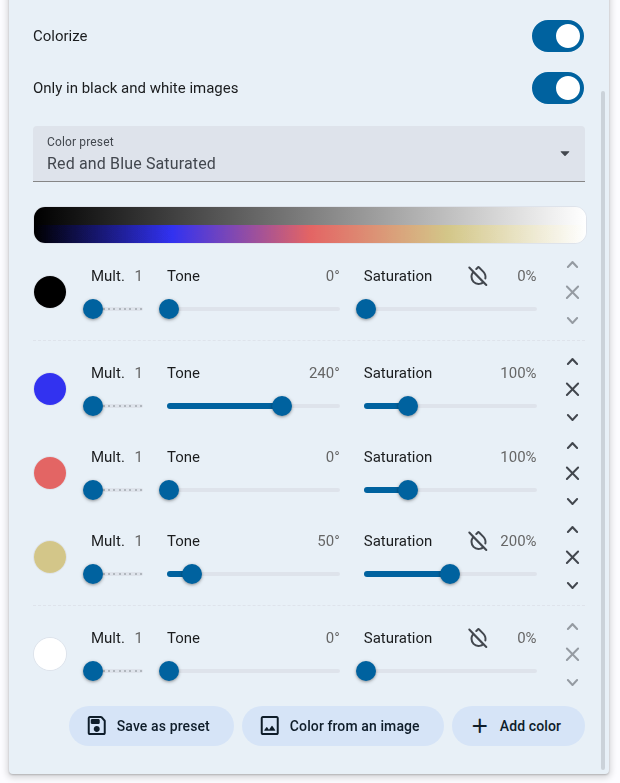 Colorize
Only in black and white images
Color preset
Red and Blue Saturated
Mult. 1 Tone 0° Saturation 0%
Mult. 1 Tone 240° Saturation 100%
Mult. 1 Tone 0° Saturation 100%
Mult. 1 Tone 50° Saturation 200%
Mult. 1 Tone 0° Saturation 0%
Save as preset Color from an image Add color